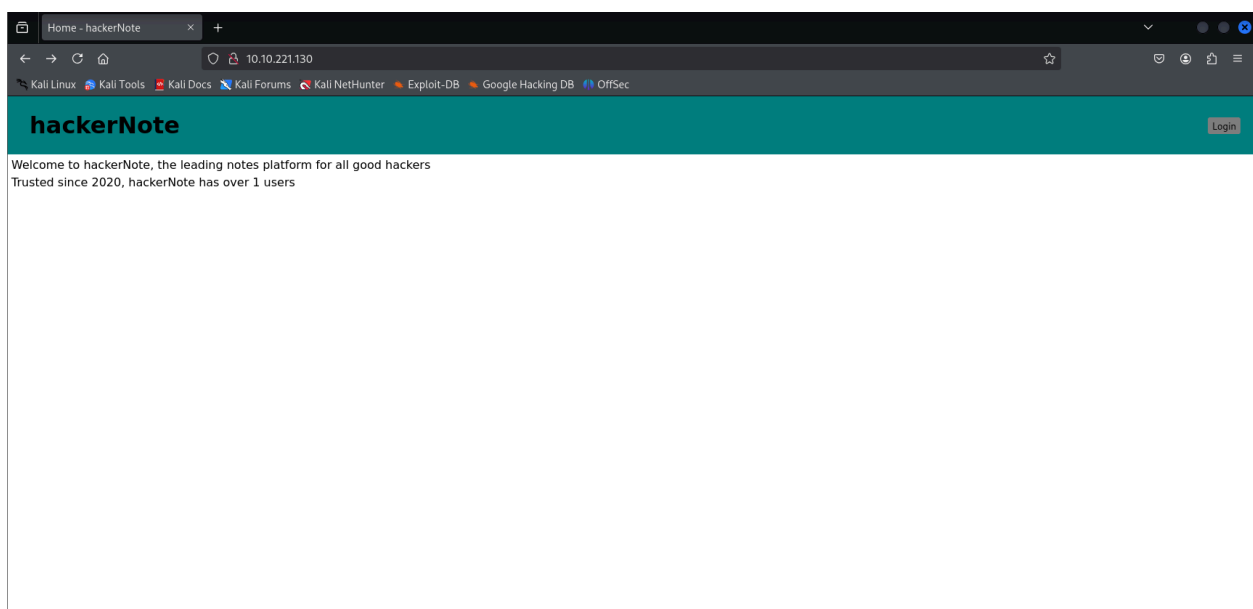 Home - hackerNote
10.10.221.130
Kali Linux Kali Tools Kali Docs Kali Forums Kali NetHunter Exploit-DB Google Hacking DB OffSec
hackerNote
Login
Welcome to hackerNote, the leading notes platform for all good hackers
Trusted since 2020, hackerNote has over 1 users